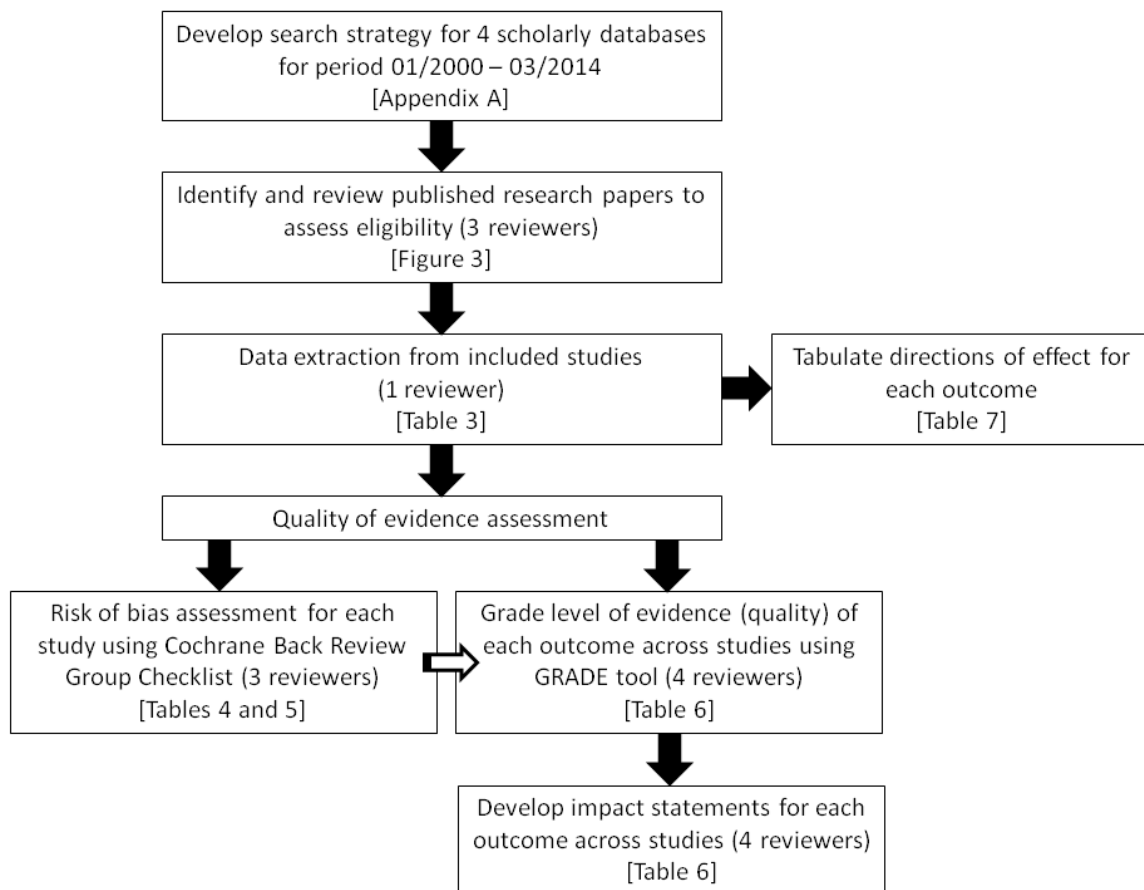 Develop search strategy for 4 scholarly databases
for period 01/2000 – 03/2014
[Appendix A]
Identify and review published research papers to
assess eligibility (3 reviewers)
[Figure 3]
Data extraction from included studies
(1 reviewer)
[Table 3]
Tabulate directions of effect for
each outcome
[Table 7]
Quality of evidence assessment
Risk of bias assessment for each
study using Cochrane Back Review
Group Checklist (3 reviewers)
[Tables 4 and 5]
Grade level of evidence (quality) of
each outcome across studies using
GRADE tool (4 reviewers)
[Table 6]
Develop impact statements for each
outcome across studies (4 reviewers)
[Table 6]